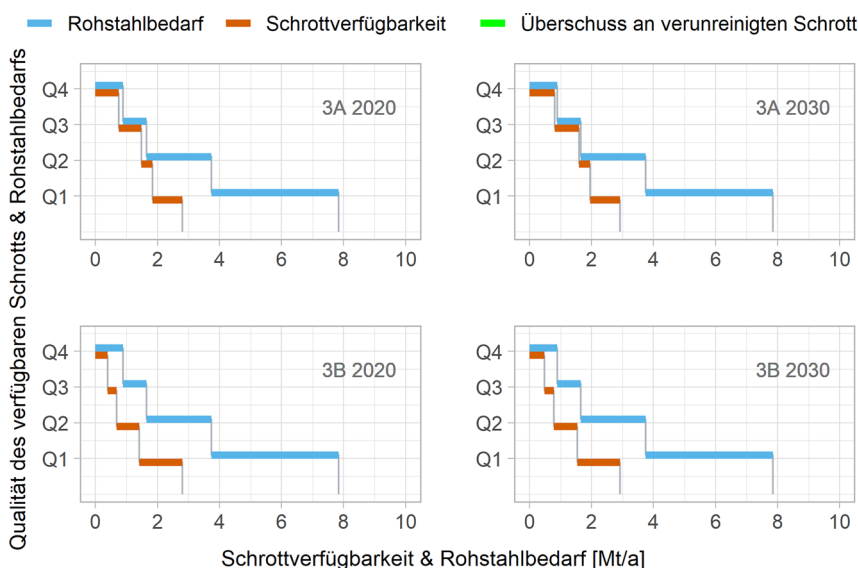 Rohstahlbedarf Schrottverfügbarkeit Überschuss an verunreinigten Schrott
Qualität des verfügbaren Schrotts & Rohstahlbedarfs
Q4
Q3
Q2
Q1
3A 2020
0 2 4 6 8 10
Q4
Q3
Q2
Q1
3A 2030
0 2 4 6 8 10
Q4
Q3
Q2
Q1
3B 2020
0 2 4 6 8 10
Q4
Q3
Q2
Q1
3B 2030
0 2 4 6 8 10
Schrottverfügbarkeit & Rohstahlbedarf [Mt/a]